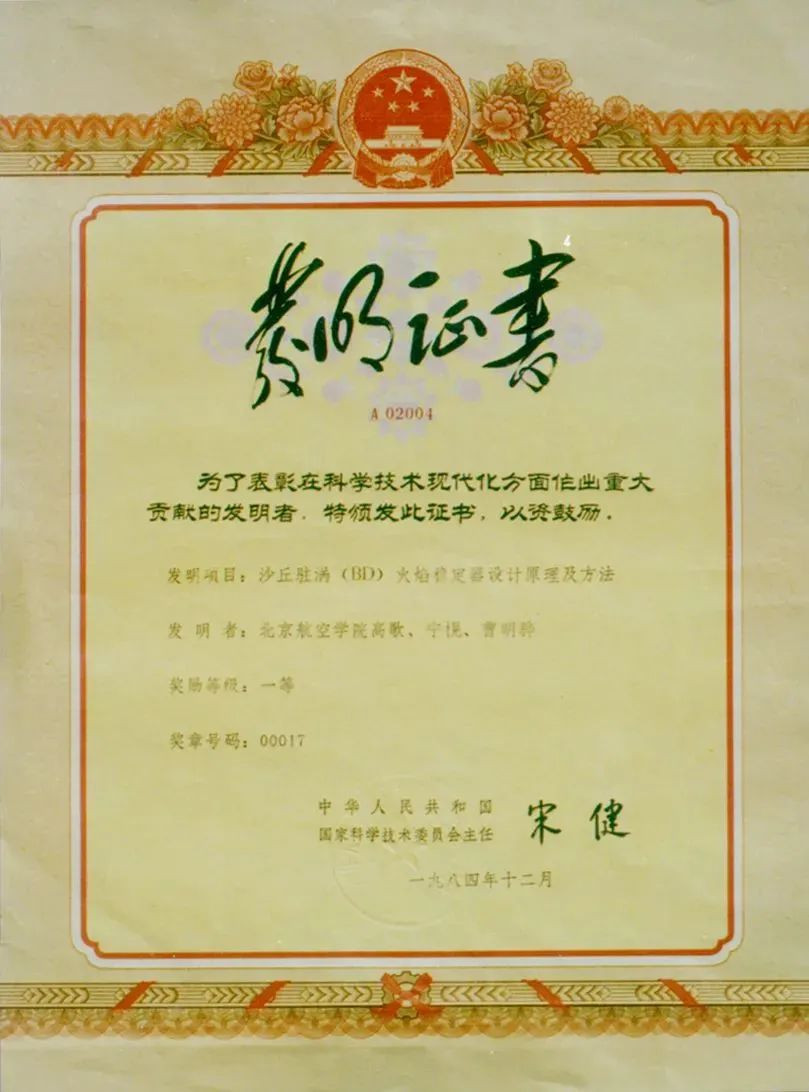 發明证書
A 02004
为了表彰在科学技术现代化方面作出重大
贡献的发明者，特颁发此证书，以资鼓励．
发明项目：沙丘驻涡（BD）火焰稳定器设计原理及方法
发 明 者：北京航空学院高歌、宁榥、曹明骅
奖励等级：一等
奖章号码：00017
中华人民共和国
国家科学技术委员会主任 宋健
一九八四年十二月